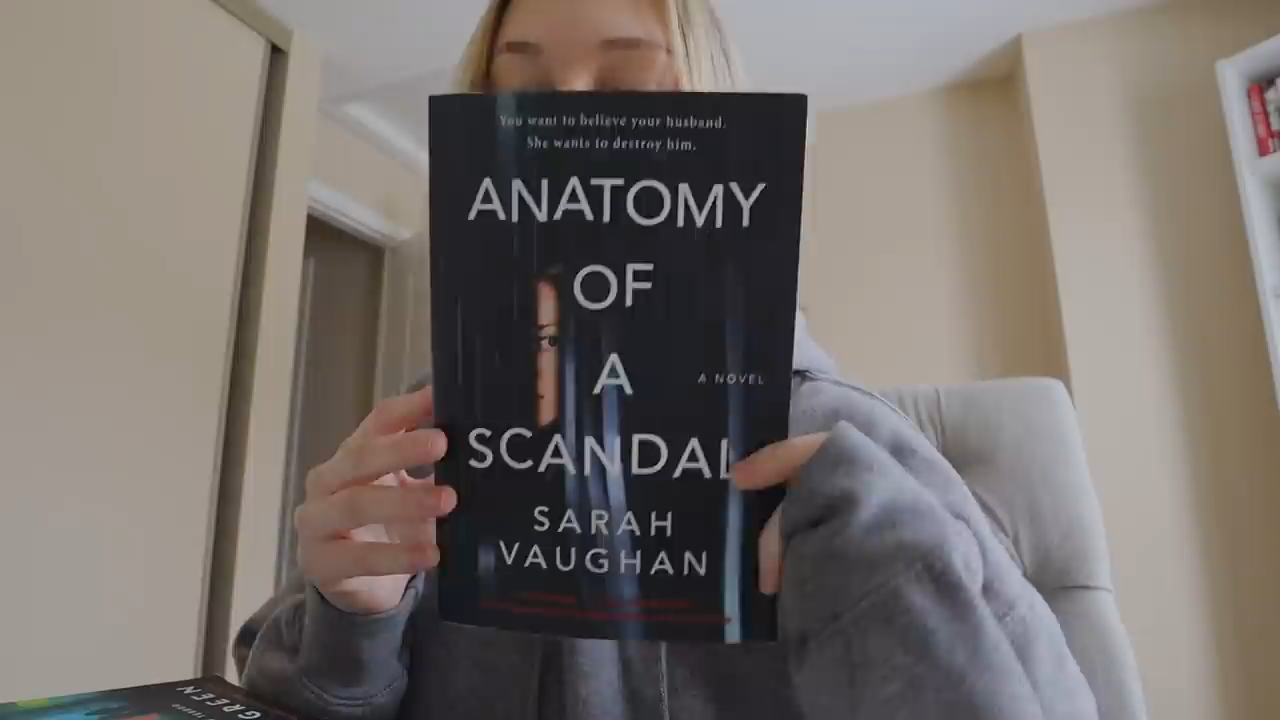 You want to believe your husband.
She wants to destroy him.
ANATOMY
OF
A
A NOVEL
SCANDAL
SARAH
VAUGHAN
GREEN